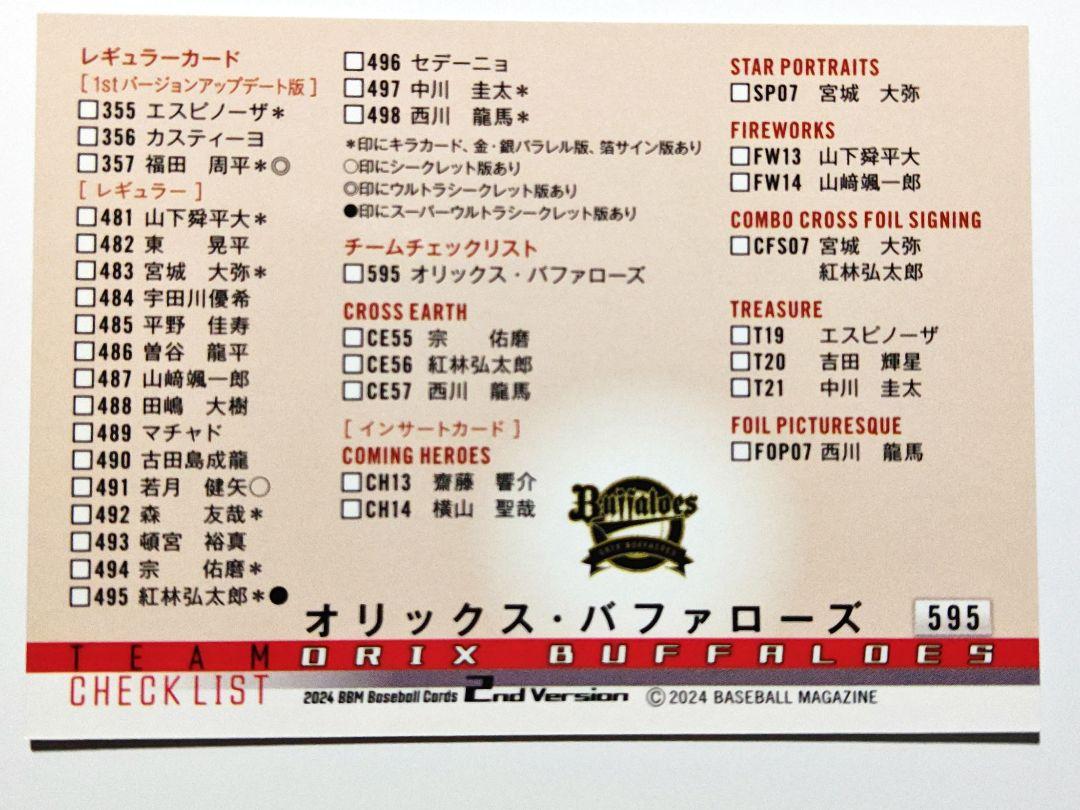 レギュラーカード
[ 1stバージョンアップデート版 ]
□355 エスピノーザ＊
□356 カスティーヨ
□357 福田　周平＊◎
[ レギュラー ]
□481 山下舜平大＊
□482 東　　晃平
□483 宮城　大弥＊
□484 宇田川優希
□485 平野　佳寿
□486 曽谷　龍平
□487 山﨑颯一郎
□488 田嶋　大樹
□489 マチャド
□490 古田島成龍
□491 若月　健矢○
□492 森　　友哉＊
□493 頓宮　裕真
□494 宗　　佑磨＊
□495 紅林弘太郎＊●
□496 セデーニョ
□497 中川　圭太＊
□498 西川　龍馬＊
＊印にキラカード、金・銀パラレル版、箔サイン版あり
○印にシークレット版あり
◎印にウルトラシークレット版あり
●印にスーパーウルトラシークレット版あり
チームチェックリスト
□595 オリックス・バファローズ
CROSS EARTH
□CE55 宗　　佑磨
□CE56 紅林弘太郎
□CE57 西川　龍馬
[ インサートカード ]
COMING HEROES
□CH13 齋藤　響介
□CH14 横山　聖哉
STAR PORTRAITS
□SP07 宮城　大弥
FIREWORKS
□FW13 山下舜平大
□FW14 山﨑颯一郎
COMBO CROSS FOIL SIGNING
□CFS07 宮城　大弥
紅林弘太郎
TREASURE
□T19 エスピノーザ
□T20 吉田　輝星
□T21 中川　圭太
FOIL PICTURESQUE
□FOP07 西川　龍馬
Buffaloes
ORIX BUFFALOES
オリックス・バファローズ 595
TEAM ORIX BUFFALOES
CHECK LIST 2024 BBM Baseball Cards 2nd Version ©2024 BASEBALL MAGAZINE